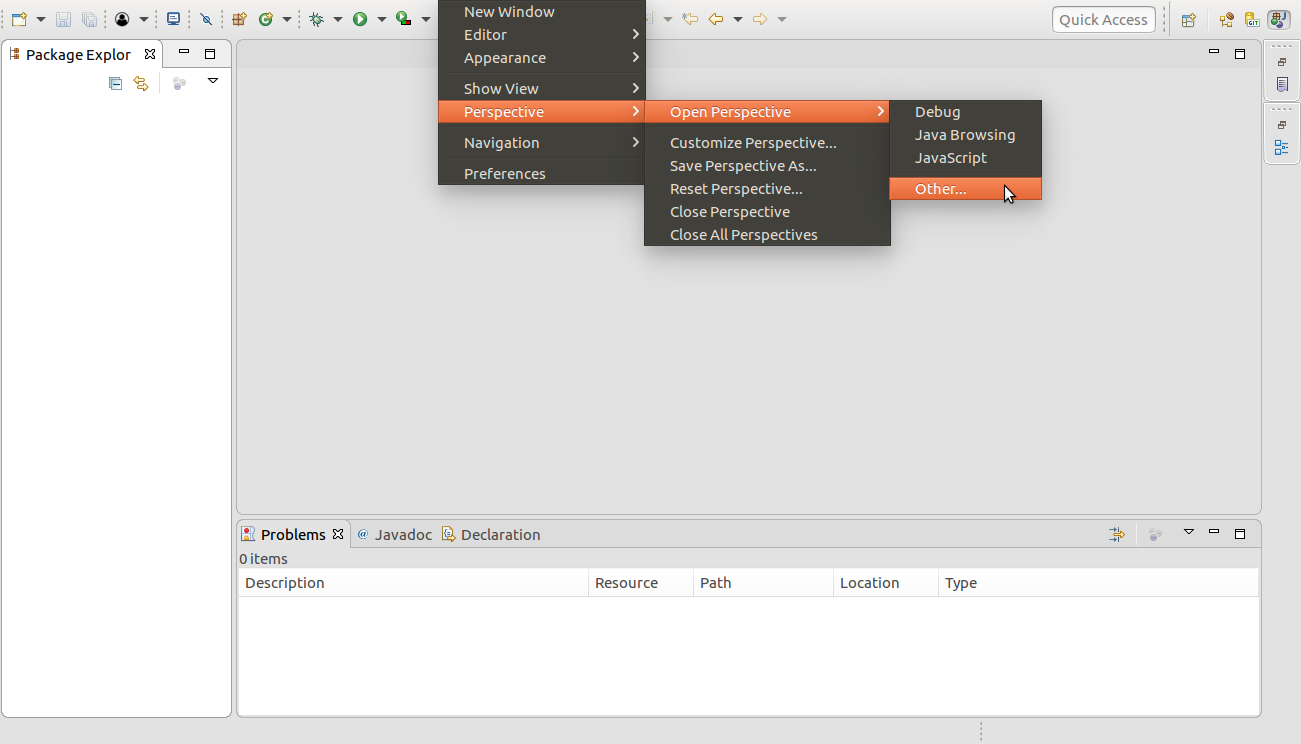 New Window
Editor
Appearance
Show View
Perspective
Navigation
Preferences
Open Perspective
Customize Perspective...
Save Perspective As...
Reset Perspective...
Close Perspective
Close All Perspectives
Debug
Java Browsing
JavaScript
Other...
Quick Access
GIT
Package Explor
Problems
@ Javadoc
Declaration
0 items
Description Resource Path Location Type